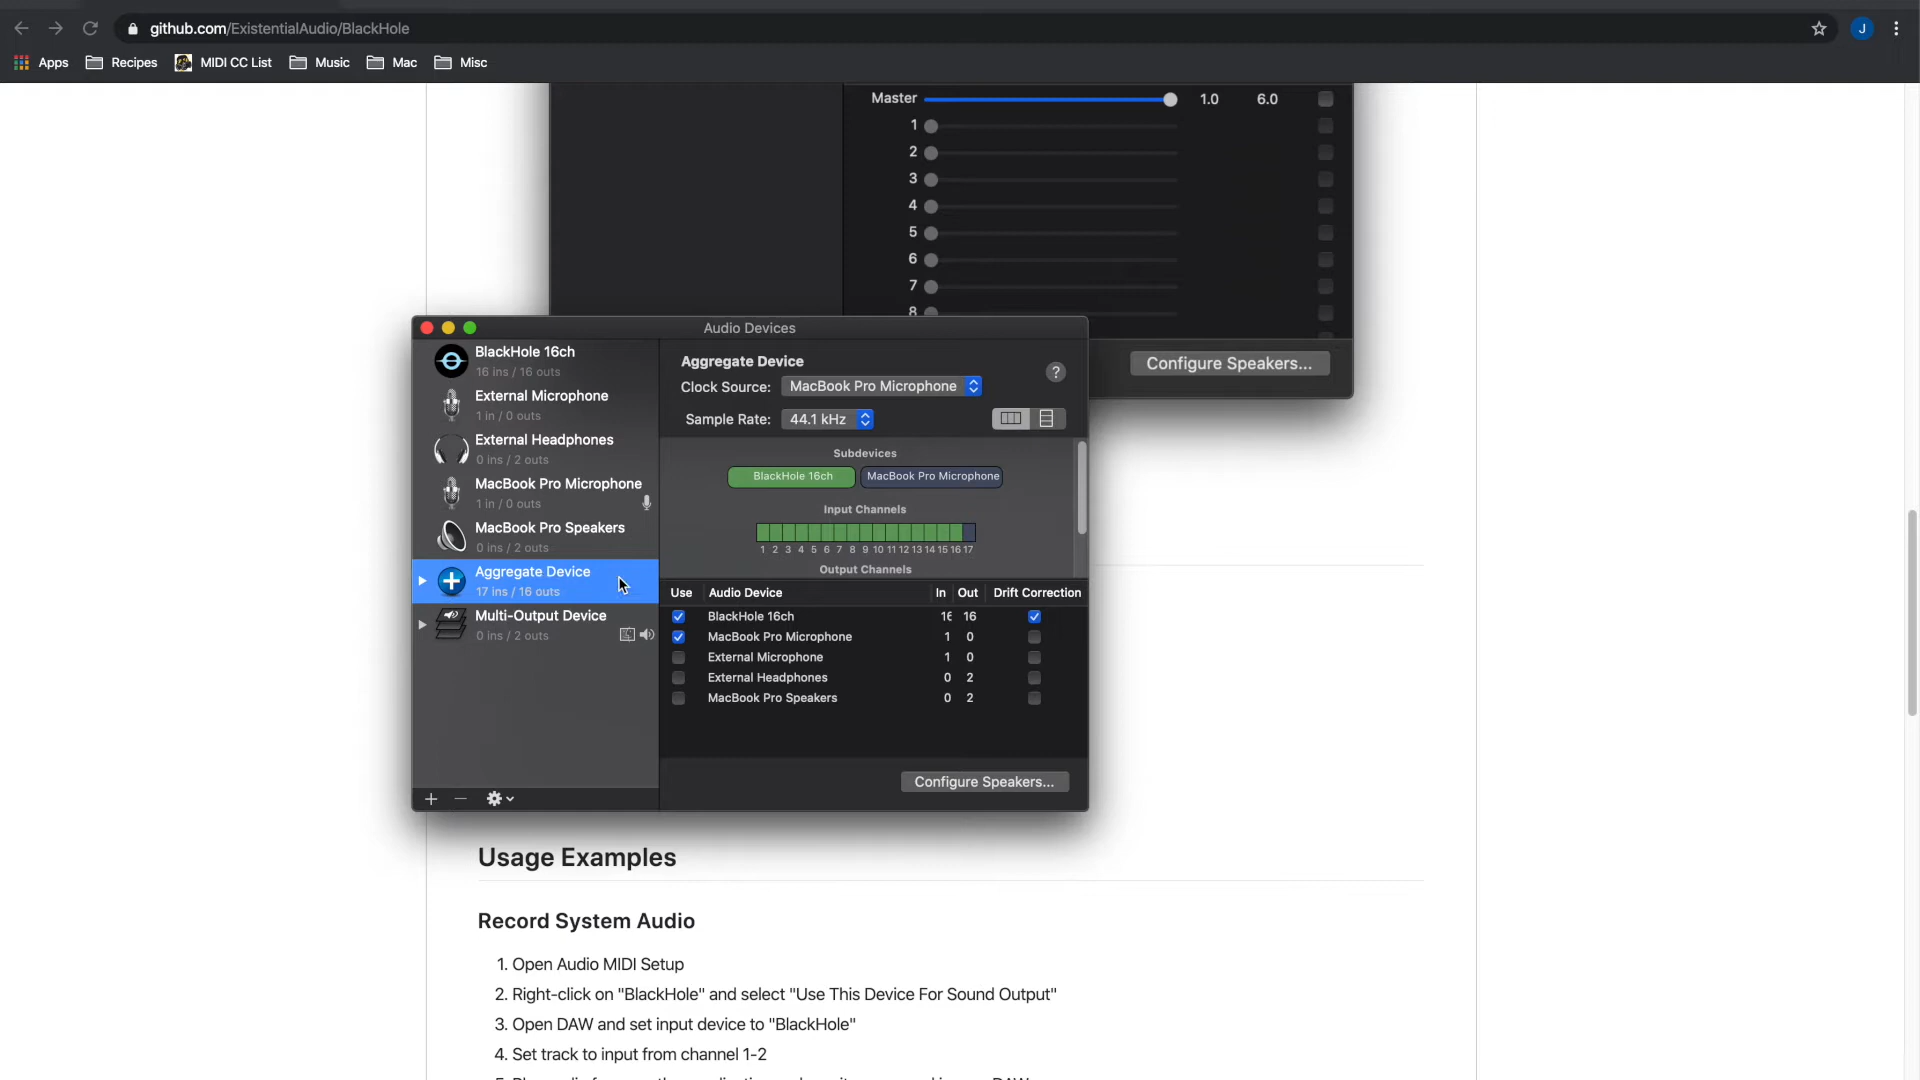 github.com/ExistentialAudio/BlackHole
J
Apps Recipes MIDI CC List Music Mac Misc
Master 1.0 6.0
1
2
3
4
5
6
7
8
Configure Speakers...
Audio Devices
BlackHole 16ch
16 ins / 16 outs
External Microphone
1 in / 0 outs
External Headphones
0 ins / 2 outs
MacBook Pro Microphone
1 in / 0 outs
MacBook Pro Speakers
0 ins / 2 outs
Aggregate Device
17 ins / 16 outs
Multi-Output Device
0 ins / 2 outs
Aggregate Device
?
Clock Source: MacBook Pro Microphone
Sample Rate: 44.1 kHz
Subdevices
BlackHole 16ch MacBook Pro Microphone
Input Channels
1 2 3 4 5 6 7 8 9 10 11 12 13 14 15 16 17
Output Channels
Use Audio Device In Out Drift Correction
BlackHole 16ch 16 16
MacBook Pro Microphone 1 0
External Microphone 1 0
External Headphones 0 2
MacBook Pro Speakers 0 2
Configure Speakers...
Usage Examples
Record System Audio
1. Open Audio MIDI Setup
2. Right-click on "BlackHole" and select "Use This Device For Sound Output"
3. Open DAW and set input device to "BlackHole"
4. Set track to input from channel 1-2